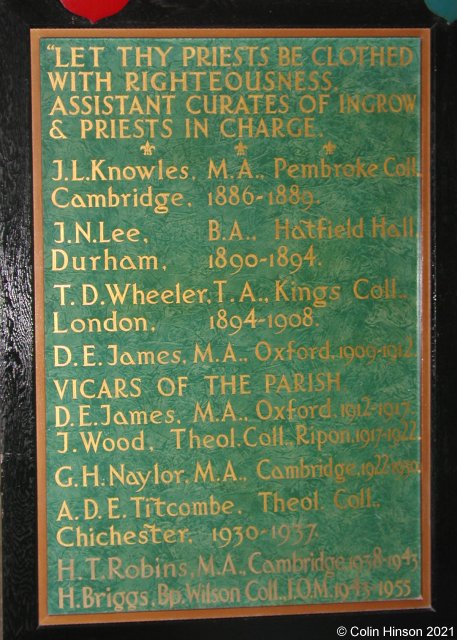 "LET THY PRIESTS BE CLOTHED
WITH RIGHTEOUSNESS.
ASSISTANT CURATES OF INGROW
& PRIESTS IN CHARGE.
J.L.Knowles, M.A., Pembroke Coll.
Cambridge, 1886-1889.
J.N.Lee, B.A., Hatfield Hall
Durham, 1890-1894.
T.D.Wheeler, T.A., Kings Coll.,
London, 1894-1908.
D.E.James, M.A., Oxford. 1909-1912.
VICARS OF THE PARISH.
D.E.James, M.A., Oxford. 1912-1917
J.Wood, Theol.Coll., Ripon. 1917-1922
G.H.Naylor, M.A., Cambridge. 1922-1930.
A.D.E.Titcombe, Theol. Coll.,
Chichester. 1930-1937.
H.T.Robins, M.A., Cambridge. 1938-1943
H.Briggs, Bp. Wilson Coll., I.O.M. 1943-1955
© Colin Hinson 2021